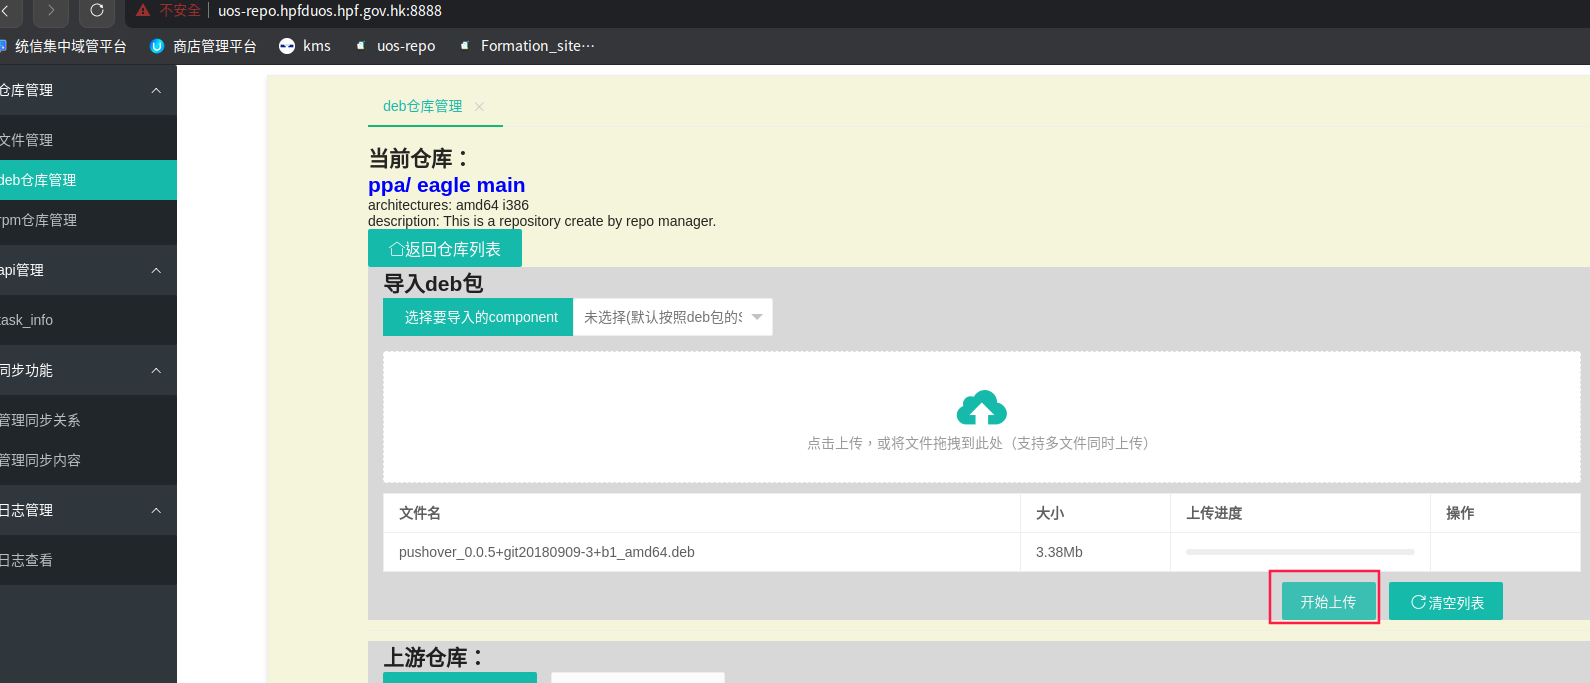 不安全 uos-repo.hpfduos.hpf.gov.hk:8888
统信集中域管平台 商店管理平台 kms uos-repo Formation_site···
仓库管理
文件管理
deb仓库管理
rpm仓库管理
api管理
task_info
同步功能
管理同步关系
管理同步内容
日志管理
日志查看
deb仓库管理
当前仓库：
ppa/ eagle main
architectures: amd64 i386
description: This is a repository create by repo manager.
返回仓库列表
导入deb包
选择要导入的component 未选择(默认按照deb包的S
点击上传，或将文件拖拽到此处（支持多文件同时上传）
文件名 大小 上传进度 操作
pushover_0.0.5+git20180909-3+b1_amd64.deb 3.38Mb
开始上传 清空列表
上游仓库：